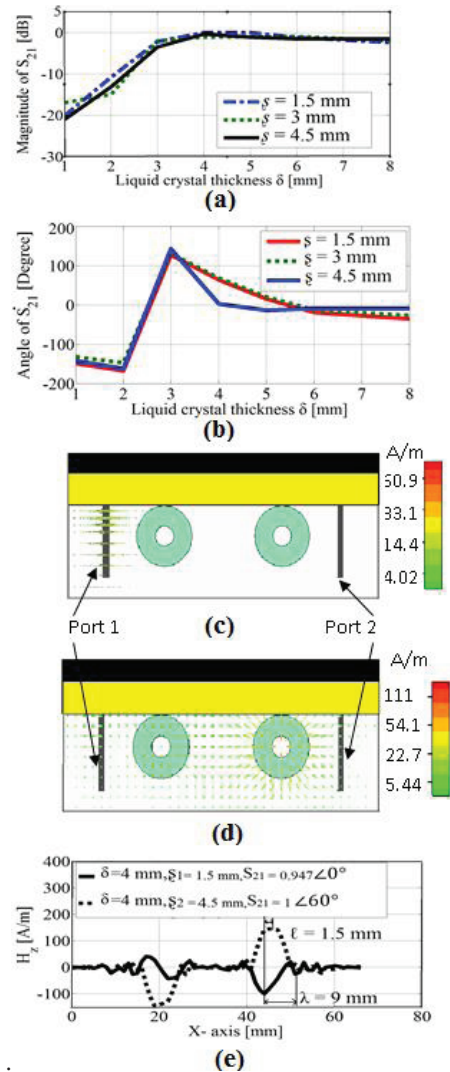 0
-10
-20
-30
Magnitude of S21 [dB]
s = 1.5 mm
s = 3 mm
s = 4.5 mm
1 2 3 4 5 6 7 8
Liquid crystal thickness δ [mm]
(a)
200
100
0
-100
-200
Angle of S21 [Degree]
s = 1.5 mm
s = 3 mm
s = 4.5 mm
1 2 3 4 5 6 7 8
Liquid crystal thickness δ [mm]
(b)
A/m
50.9
33.1
14.4
4.02
(c)
Port 1
Port 2
A/m
111
54.1
22.7
5.44
(d)
400
300
200
100
0
-100
Hz [A/m]
δ=4 mm,s1= 1.5 mm,S21= 0.947∠0°
δ=4 mm,s2= 4.5 mm,S21= 1 ∠60°
ℓ = 1.5 mm
λ = 9 mm
0 20 40 60 80
X- axis [mm]
(e)
.